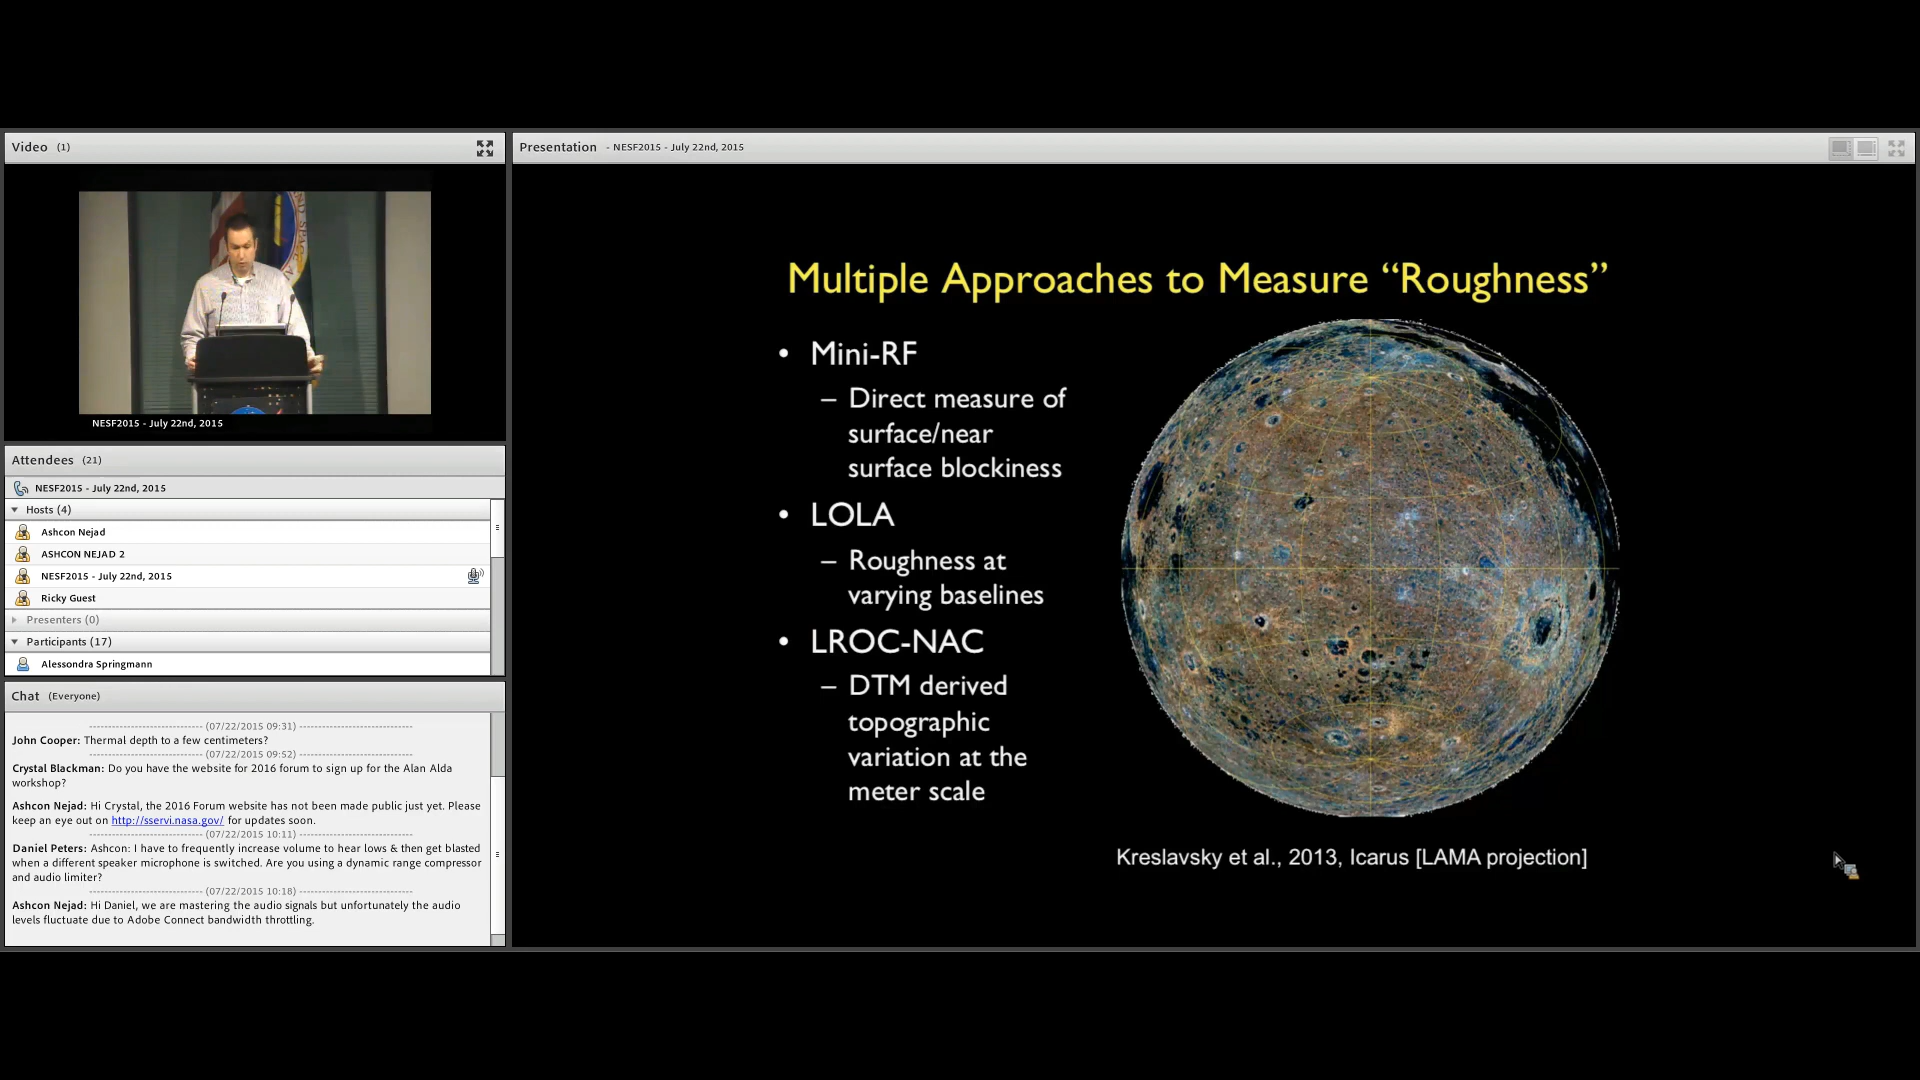 Video (1)
NESF2015 - July 22nd, 2015
Attendees (21)
NESF2015 - July 22nd, 2015
Hosts (4)
Ashcon Nejad
ASHCON NEJAD 2
NESF2015 - July 22nd, 2015
Ricky Guest
Presenters (0)
Participants (17)
Alessondra Springmann
Chat (Everyone)
---------------------------- (07/22/2015 09:31) ----------------------------
John Cooper: Thermal depth to a few centimeters?
---------------------------- (07/22/2015 09:52) ----------------------------
Crystal Blackman: Do you have the website for 2016 forum to sign up for the Alan Alda
workshop?
Ashcon Nejad: Hi Crystal, the 2016 Forum website has not been made public just yet. Please
keep an eye out on http://sservi.nasa.gov/ for updates soon.
---------------------------- (07/22/2015 10:11) ----------------------------
Daniel Peters: Ashcon: I have to frequently increase volume to hear lows & then get blasted
when a different speaker microphone is switched. Are you using a dynamic range compressor
and audio limiter?
---------------------------- (07/22/2015 10:18) ----------------------------
Ashcon Nejad: Hi Daniel, we are mastering the audio signals but unfortunately the audio
levels fluctuate due to Adobe Connect bandwidth throttling.
Presentation - NESF2015 - July 22nd, 2015
Multiple Approaches to Measure “Roughness”
• Mini-RF
– Direct measure of
surface/near
surface blockiness
• LOLA
– Roughness at
varying baselines
• LROC-NAC
– DTM derived
topographic
variation at the
meter scale
Kreslavsky et al., 2013, Icarus [LAMA projection]